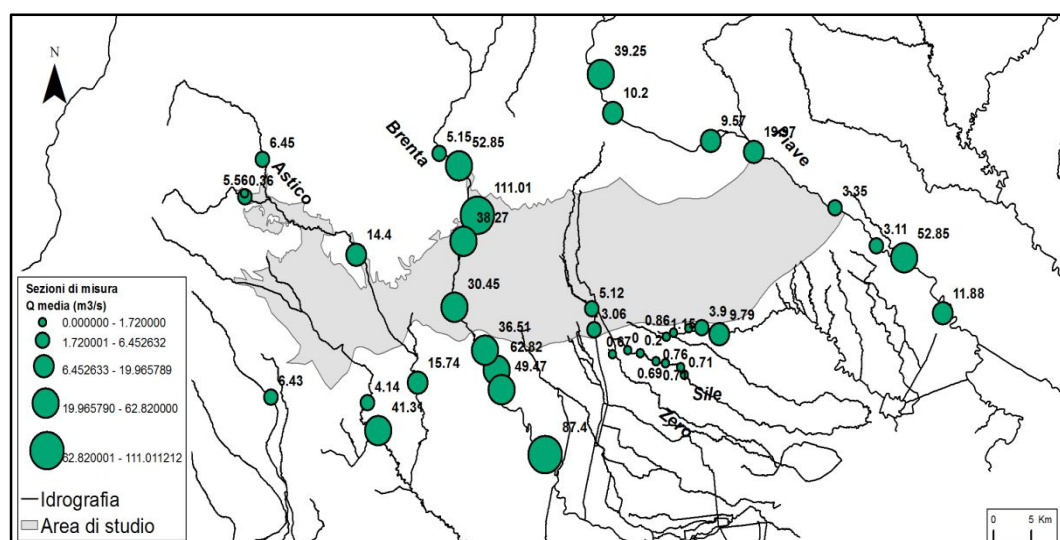 39.25
N
10.2
9.57
19.97
Piave
Brenta
5.15
52.85
6.45
Astico
5.56
0.36
111.01
3.35
38.27
3.11
52.85
14.4
Sezioni di misura
Q media (m3/s)
0.000000 - 1.720000
1.720001 - 6.452632
6.452633 - 19.965789
19.965790 - 62.820000
62.820001 - 111.011212
Idrografia
Area di studio
30.45
5.12
11.88
3.06
0.86
1.15
3.9
9.79
36.51
62.82
49.47
0.67
0
0.2
0.76
0.71
0.69
0.71
15.74
6.43
4.14
41.31
Sile
Zero
87.4
0 5 Km